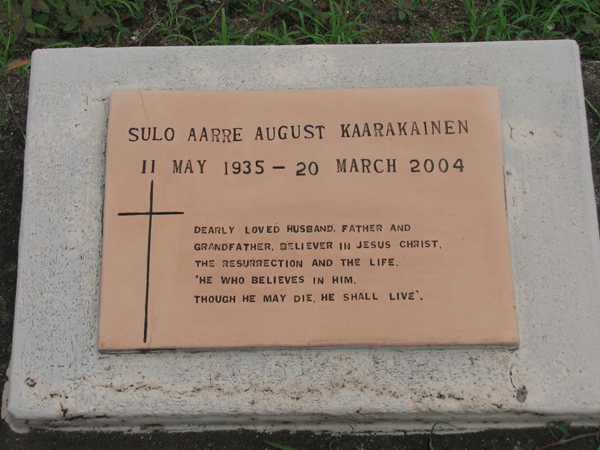 SULO AARRE AUGUST KAARAKAINEN
11 MAY 1935 – 20 MARCH 2004
DEARLY LOVED HUSBAND, FATHER AND
GRANDFATHER, BELIEVER IN JESUS CHRIST,
THE RESURRECTION AND THE LIFE.
'HE WHO BELIEVES IN HIM,
THOUGH HE MAY DIE, HE SHALL LIVE'.